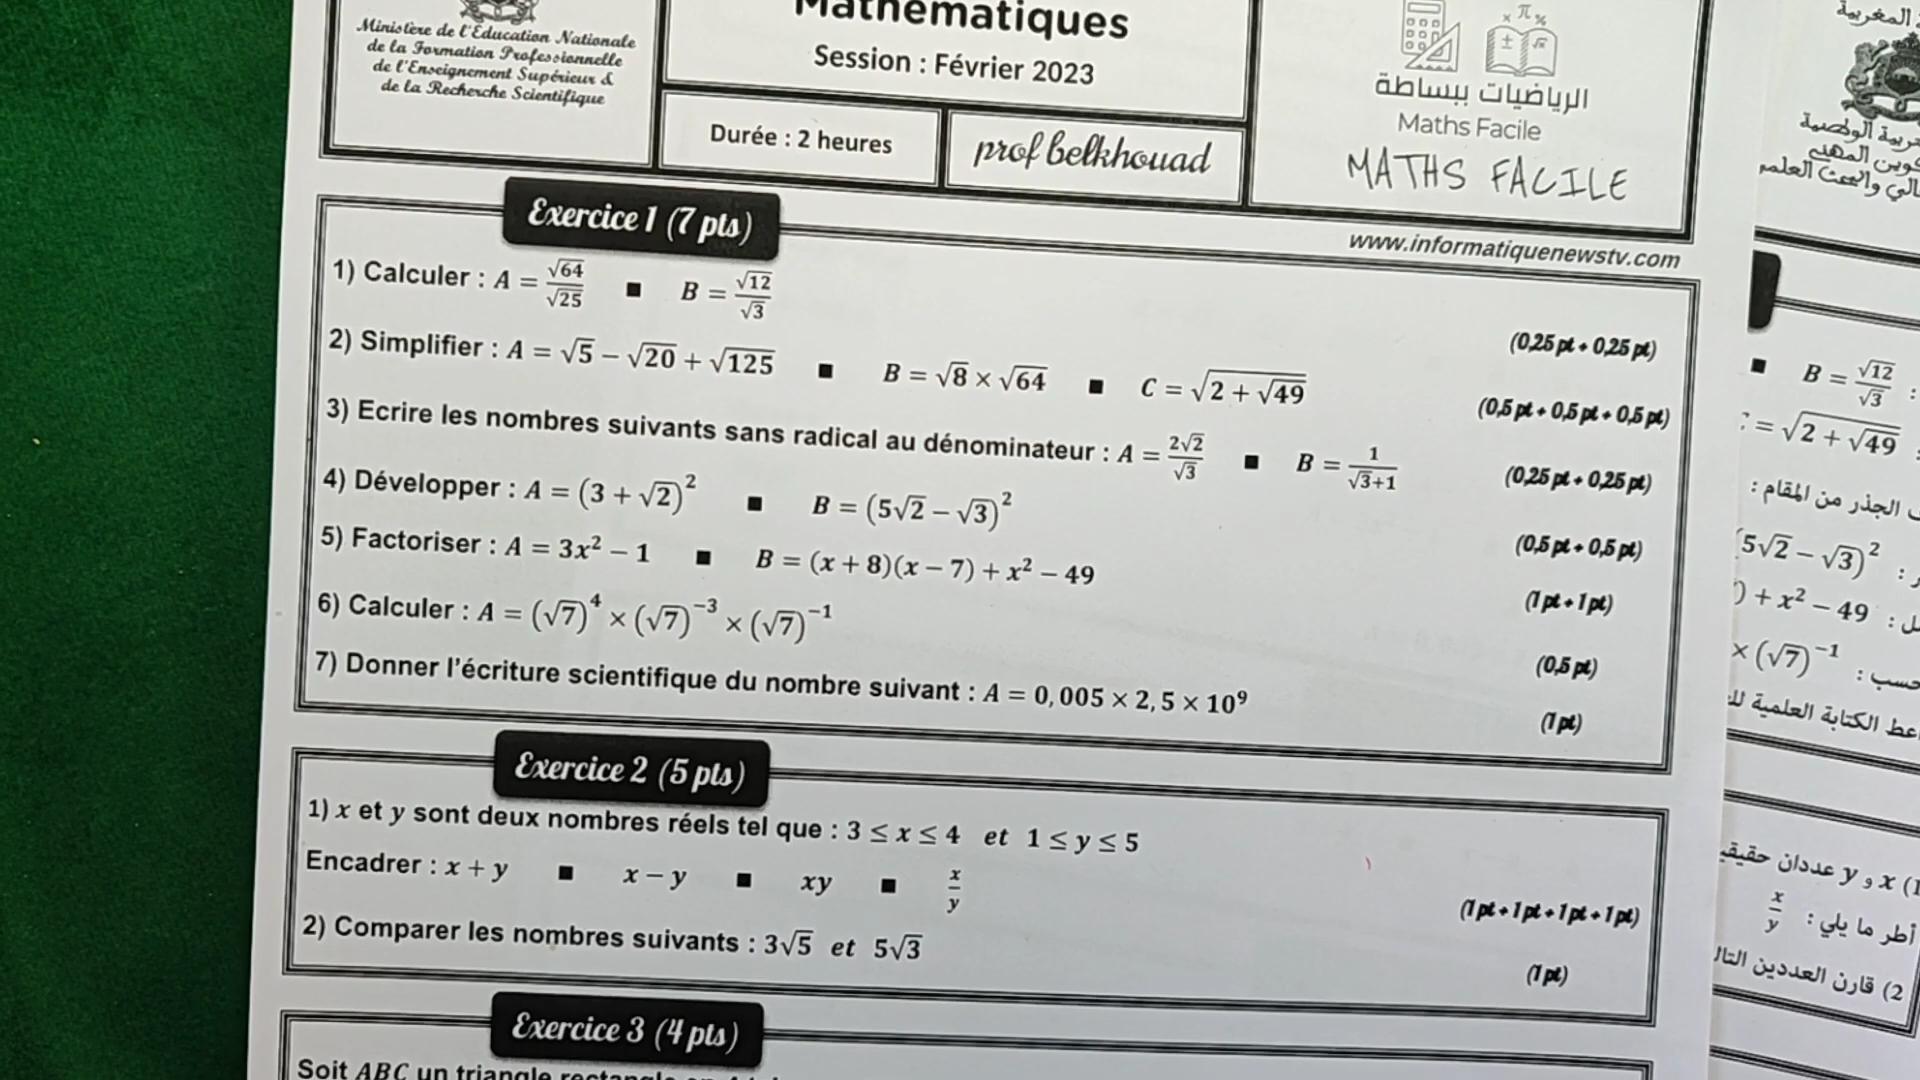 Ministère de l'Éducation Nationale
de la Formation Professionnelle
de l'Enseignement Supérieur &
de la Recherche Scientifique
Mathématiques
Session : Février 2023
Durée : 2 heures
prof belkhouad
الرياضيات ببساطة
Maths Facile
MATHS FACILE
www.informatiquenewstv.com
Exercice 1 (7 pts)
1) Calculer : A = √64/√25 ▪ B = √12/√3 (0,25 pt + 0,25 pt)
2) Simplifier : A = √5 − √20 + √125 ▪ B = √8 × √64 ▪ C = √(2 + √49) (0,5 pt + 0,5 pt + 0,5 pt)
3) Ecrire les nombres suivants sans radical au dénominateur : A = 2√2/√3 ▪ B = 1/(√3+1) (0,25 pt + 0,25 pt)
4) Développer : A = (3 + √2)² ▪ B = (5√2 − √3)² (0,5 pt + 0,5 pt)
5) Factoriser : A = 3x² − 1 ▪ B = (x + 8)(x − 7) + x² − 49 (1 pt + 1 pt)
6) Calculer : A = (√7)⁴ × (√7)⁻³ × (√7)⁻¹ (0,5 pt)
7) Donner l'écriture scientifique du nombre suivant : A = 0,005 × 2,5 × 10⁹ (1 pt)
Exercice 2 (5 pts)
1) x et y sont deux nombres réels tel que : 3 ≤ x ≤ 4 et 1 ≤ y ≤ 5
Encadrer : x + y ▪ x − y ▪ xy ▪ x/y (1 pt + 1 pt + 1 pt + 1 pt)
2) Comparer les nombres suivants : 3√5 et 5√3 (1 pt)
Exercice 3 (4 pts)
Soit ABC un triangle
▪ B = √12/√3 :
= √(2 + √49) :
الجذر من المقام :
5√2 − √3)² :
) + x² − 49 :
× (√7)⁻¹ :
الكتابة العلمية
1) x و y عددان
أطر ما يلي : x/y
2) قارن العددين